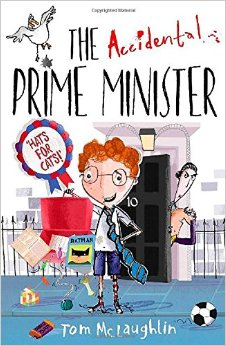 THE Accidental
PRIME MINISTER
'HATS
FOR
CATS!'
10
BATMAN
Tom McLaughlin